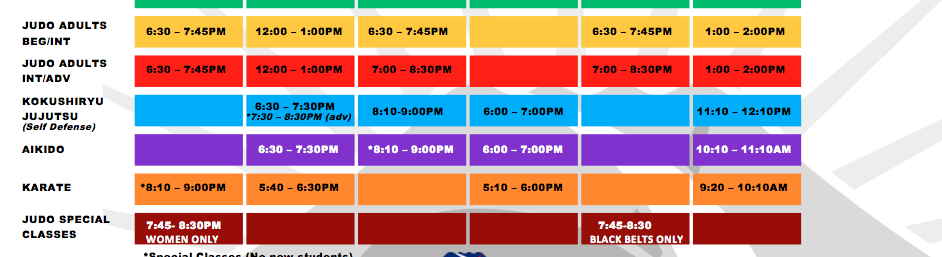 JUDO ADULTS
BEG/INT
6:30 – 7:45PM 12:00 – 1:00PM 6:30 – 7:45PM 6:30 – 7:45PM 1:00 – 2:00PM
JUDO ADULTS
INT/ADV
6:30 – 7:45PM 12:00 – 1:00PM 7:00 – 8:30PM 7:00 – 8:30PM 1:00 – 2:00PM
KOKUSHIRYU
JUJUTSU
(Self Defense)
6:30 – 7:30PM
*7:30 – 8:30PM (adv)
8:10-9:00PM 6:00 – 7:00PM 11:10 – 12:10PM
AIKIDO 6:30 – 7:30PM *8:10 – 9:00PM 6:00 – 7:00PM 10:10 – 11:10AM
KARATE *8:10 – 9:00PM 5:40 – 6:30PM 5:10 – 6:00PM 9:20 – 10:10AM
JUDO SPECIAL
CLASSES
7:45- 8:30PM
WOMEN ONLY
7:45-8:30
BLACK BELTS ONLY
*Special Classes (No new students)